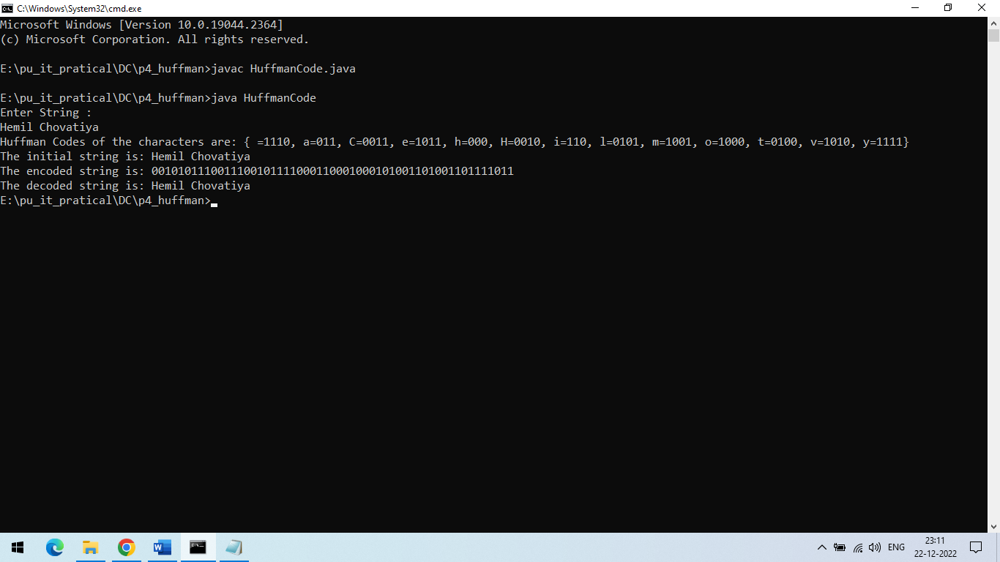 C:\Windows\System32\cmd.exe
Microsoft Windows [Version 10.0.19044.2364]
(c) Microsoft Corporation. All rights reserved.
E:\pu_it_pratical\DC\p4_huffman>javac HuffmanCode.java
E:\pu_it_pratical\DC\p4_huffman>java HuffmanCode
Enter String :
Hemil Chovatiya
Huffman Codes of the characters are: { =1110, a=011, C=0011, e=1011, h=000, H=0010, i=110, l=0101, m=1001, o=1000, t=0100, v=1010, y=1111}
The initial string is: Hemil Chovatiya
The encoded string is: 0010101110011100101111000110001000101001101001101111011
The decoded string is: Hemil Chovatiya
E:\pu_it_pratical\DC\p4_huffman>
ENG
23:11
22-12-2022